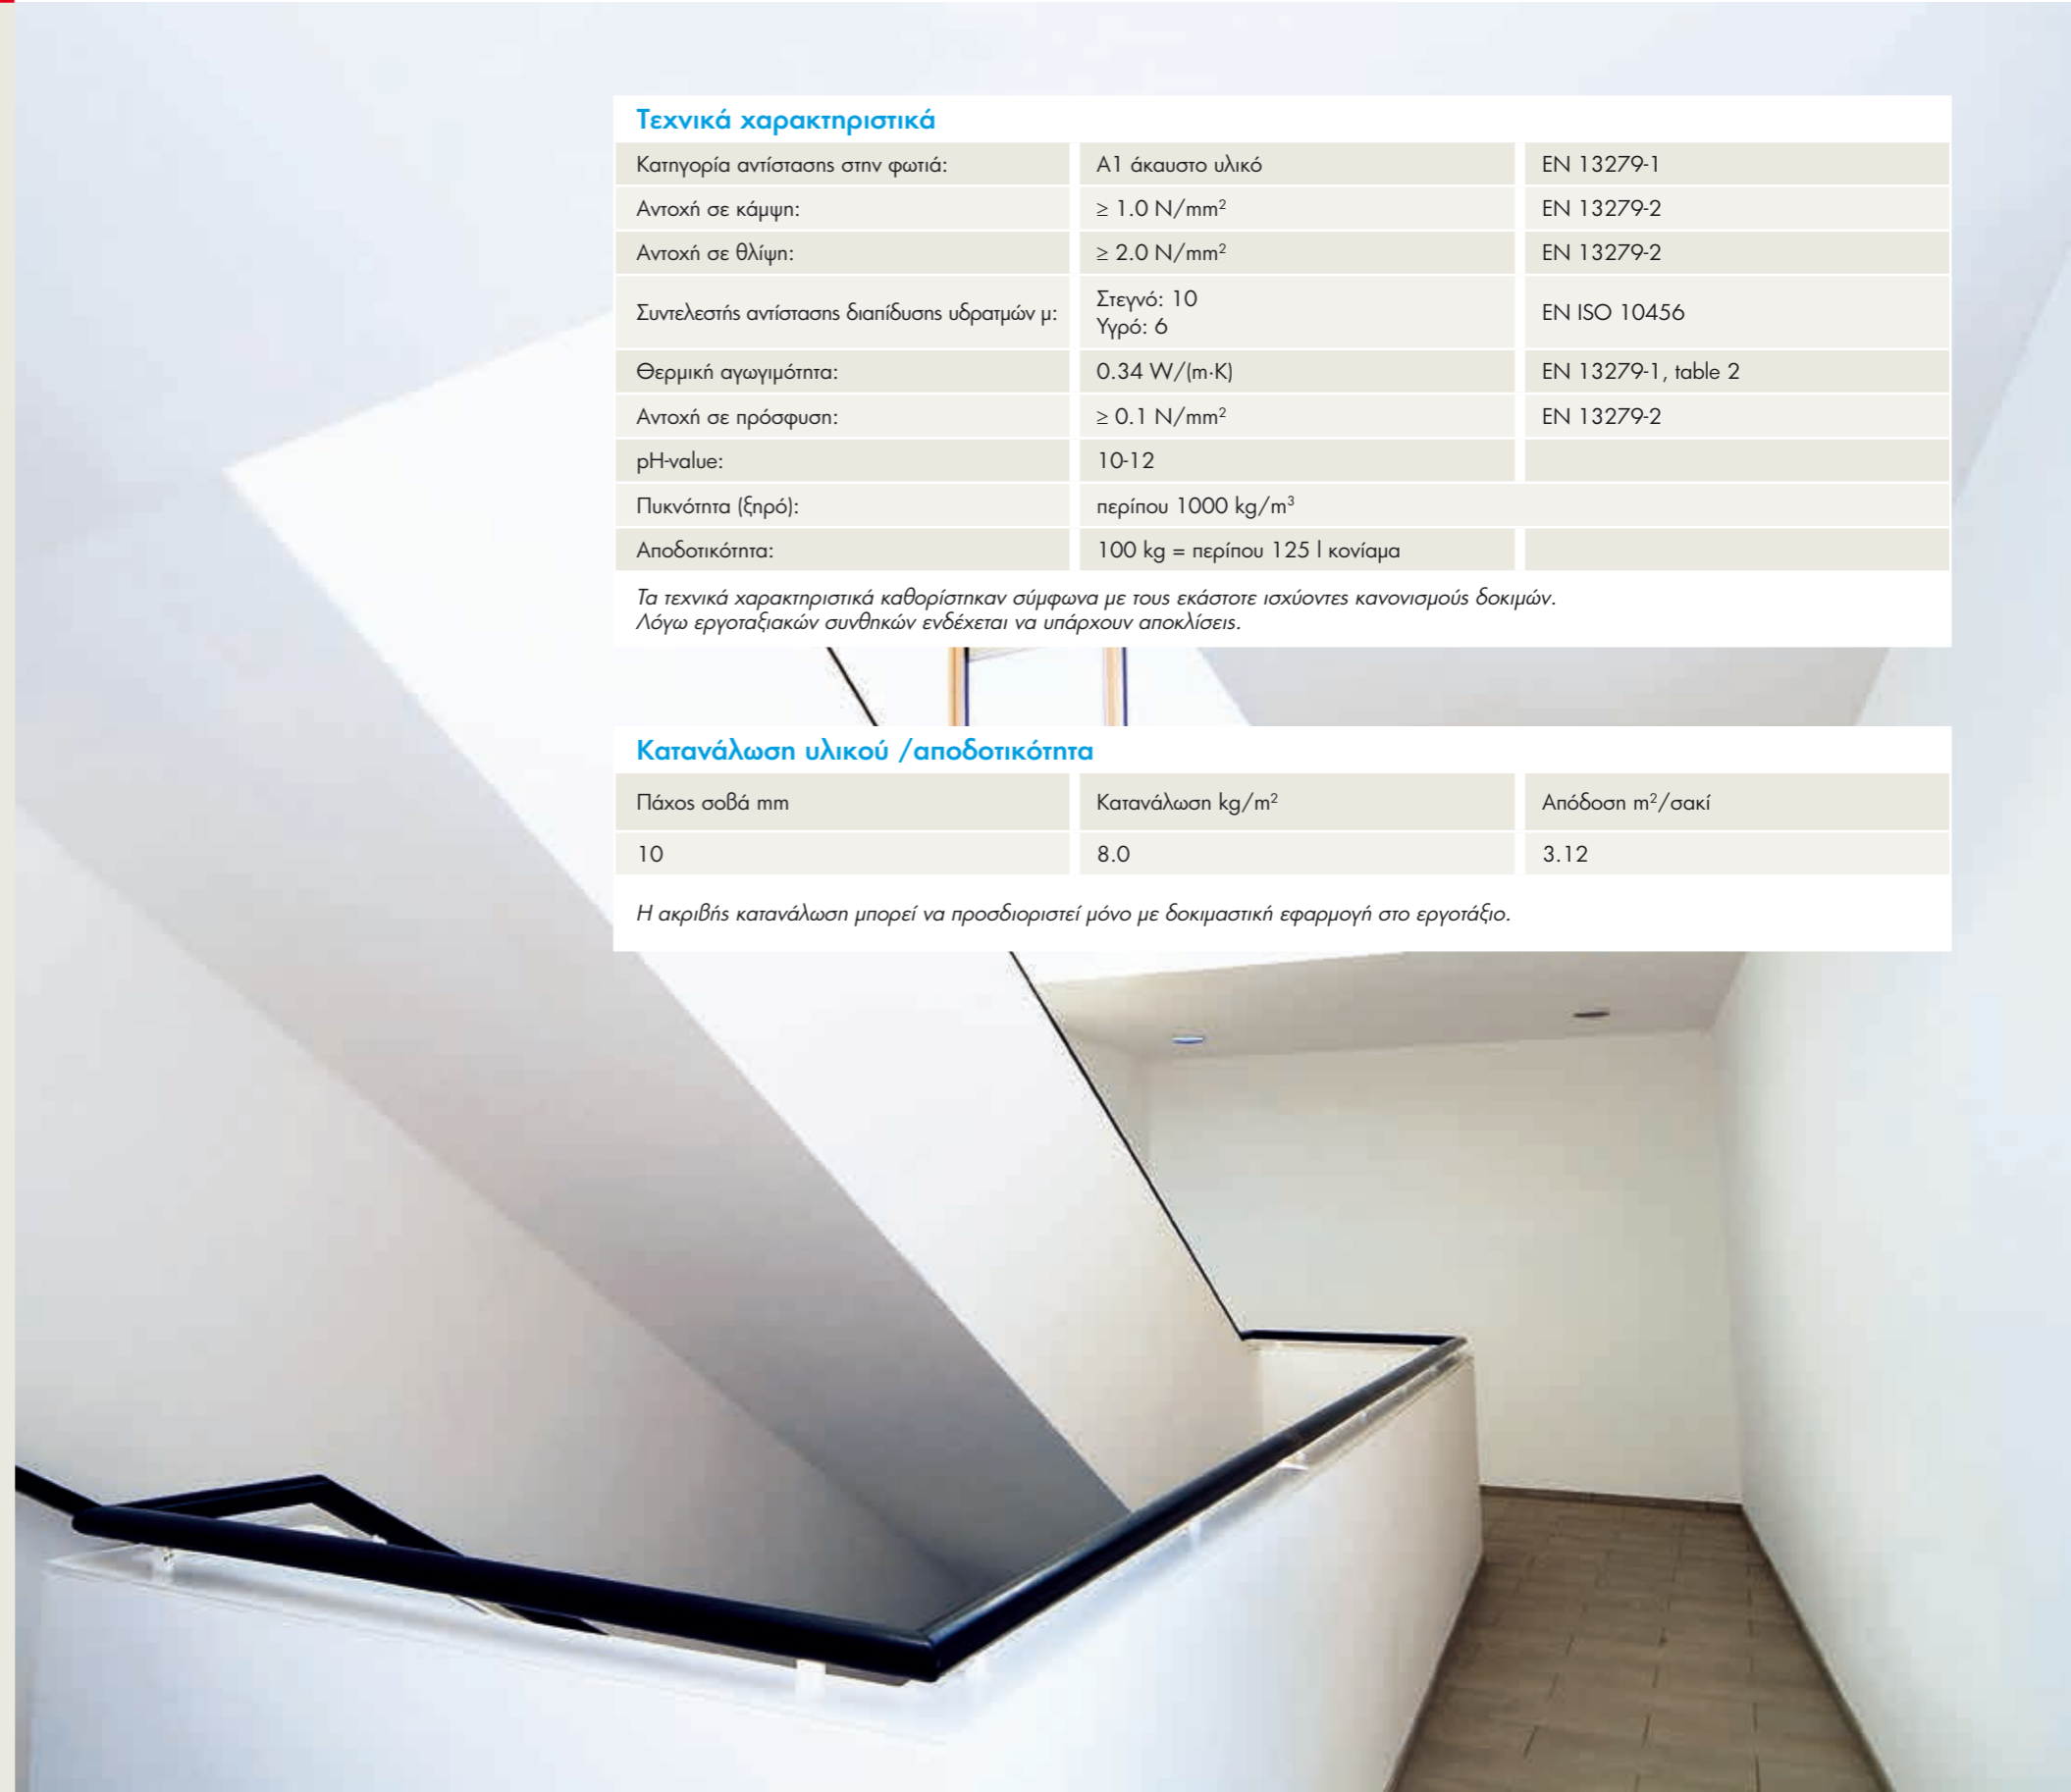 Τεχνικά χαρακτηριστικά
Κατηγορία αντίστασης στην φωτιά: A1 άκαυστο υλικό EN 13279-1
Αντοχή σε κάμψη: ≥ 1.0 N/mm² EN 13279-2
Αντοχή σε θλίψη: ≥ 2.0 N/mm² EN 13279-2
Συντελεστής αντίστασης διαπίδυσης υδρατμών μ: Στεγνό: 10 EN ISO 10456
Υγρό: 6
Θερμική αγωγιμότητα: 0.34 W/(m·K) EN 13279-1, table 2
Αντοχή σε πρόσφυση: ≥ 0.1 N/mm² EN 13279-2
pH-value: 10-12
Πυκνότητα (ξηρό): περίπου 1000 kg/m³
Αποδοτικότητα: 100 kg = περίπου 125 l κονίαμα
Τα τεχνικά χαρακτηριστικά καθορίστηκαν σύμφωνα με τους εκάστοτε ισχύοντες κανονισμούς δοκιμών.
Λόγω εργοταξιακών συνθηκών ενδέχεται να υπάρχουν αποκλίσεις.
Κατανάλωση υλικού /αποδοτικότητα
Πάχος σοβά mm Κατανάλωση kg/m² Απόδοση m²/σακί
10 8.0 3.12
Η ακριβής κατανάλωση μπορεί να προσδιοριστεί μόνο με δοκιμαστική εφαρμογή στο εργοτάξιο.